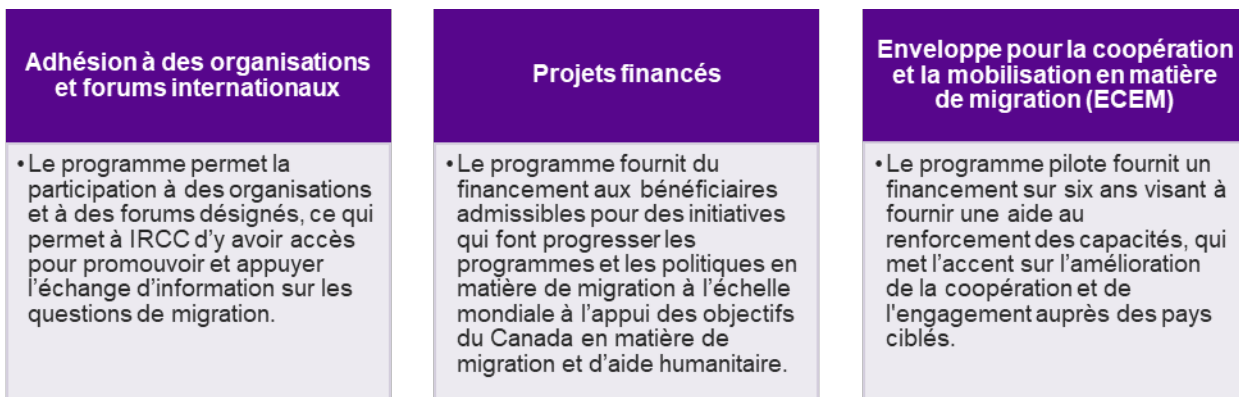 Adhésion à des organisations
et forums internationaux
• Le programme permet la
participation à des organisations
et à des forums désignés, ce qui
permet à IRCC d’y avoir accès
pour promouvoir et appuyer
l’échange d’information sur les
questions de migration.
Projets financés
• Le programme fournit du
financement aux bénéficiaires
admissibles pour des initiatives
qui font progresser les
programmes et les politiques en
matière de migration à l’échelle
mondiale à l’appui des objectifs
du Canada en matière de
migration et d’aide humanitaire.
Enveloppe pour la coopération
et la mobilisation en matière
de migration (ECEM)
• Le programme pilote fournit un
financement sur six ans visant à
fournir une aide au
renforcement des capacités, qui
met l’accent sur l’amélioration
de la coopération et de
l'engagement auprès des pays
ciblés.